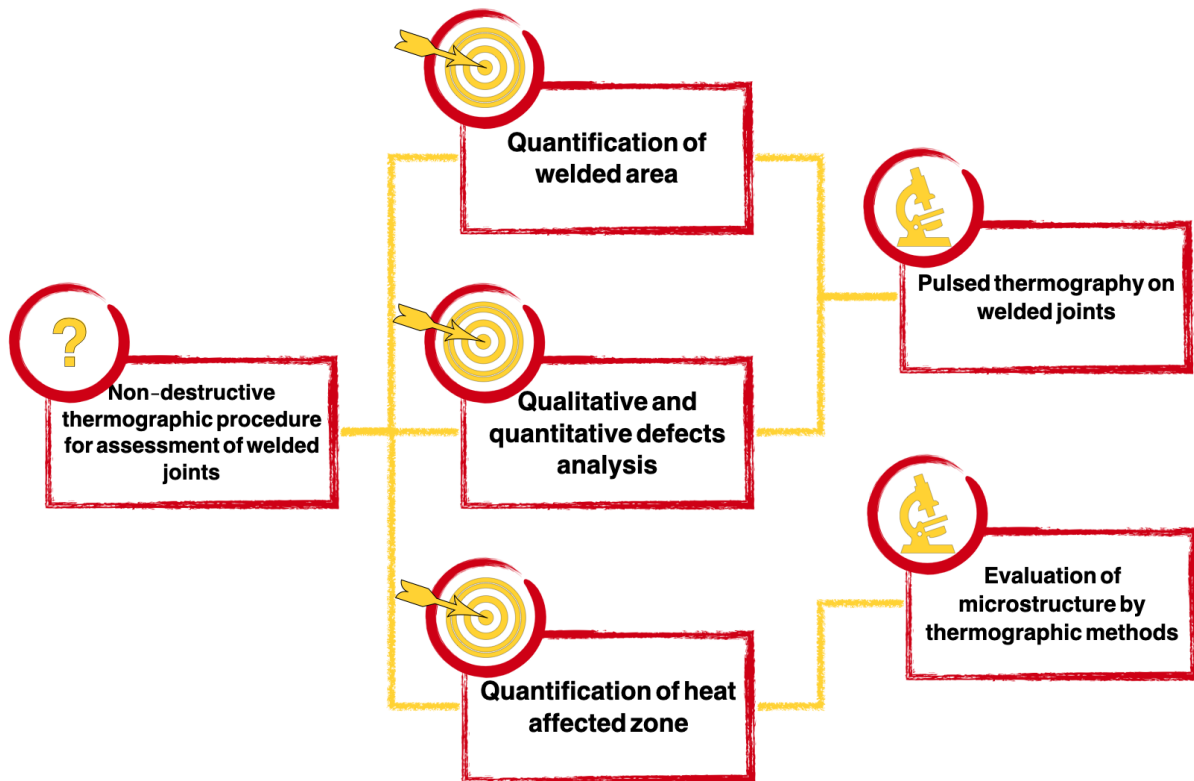 ?
Non-destructive
thermographic procedure
for assessment of welded
joints
Quantification of
welded area
Qualitative and
quantitative defects
analysis
Quantification of heat
affected zone
Pulsed thermography on
welded joints
Evaluation of
microstructure by
thermographic methods